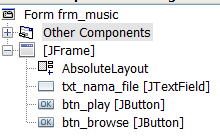 Form frm_music
Other Components
[JFrame]
AbsoluteLayout
txt_nama_file [JTextField]
OK
btn_play [JButton]
OK
btn_browse [JButton]